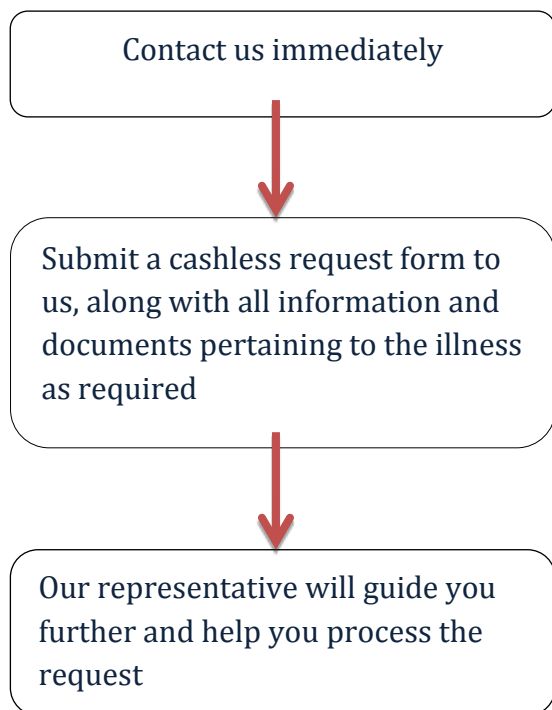 Contact us immediately
Submit a cashless request form to
us, along with all information and
documents pertaining to the illness
as required
Our representative will guide you
further and help you process the
request